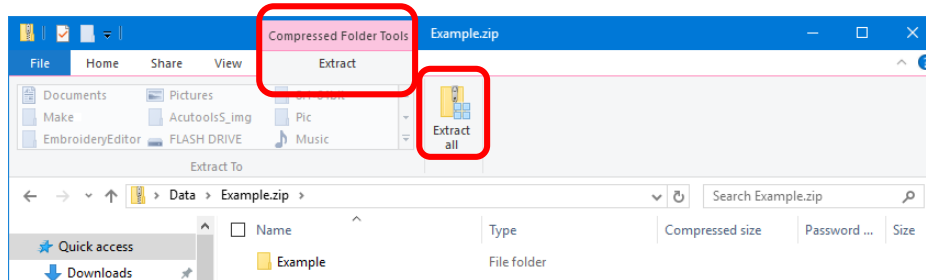 Compressed Folder Tools Example.zip
File Home Share View Extract
Documents Pictures
Make AcutoolsS_img Pic
EmbroideryEditor FLASH DRIVE Music
Extract
all
Extract To
Data > Example.zip > Search Example.zip
Name Type Compressed size Password ... Size
Quick access
Example File folder
Downloads